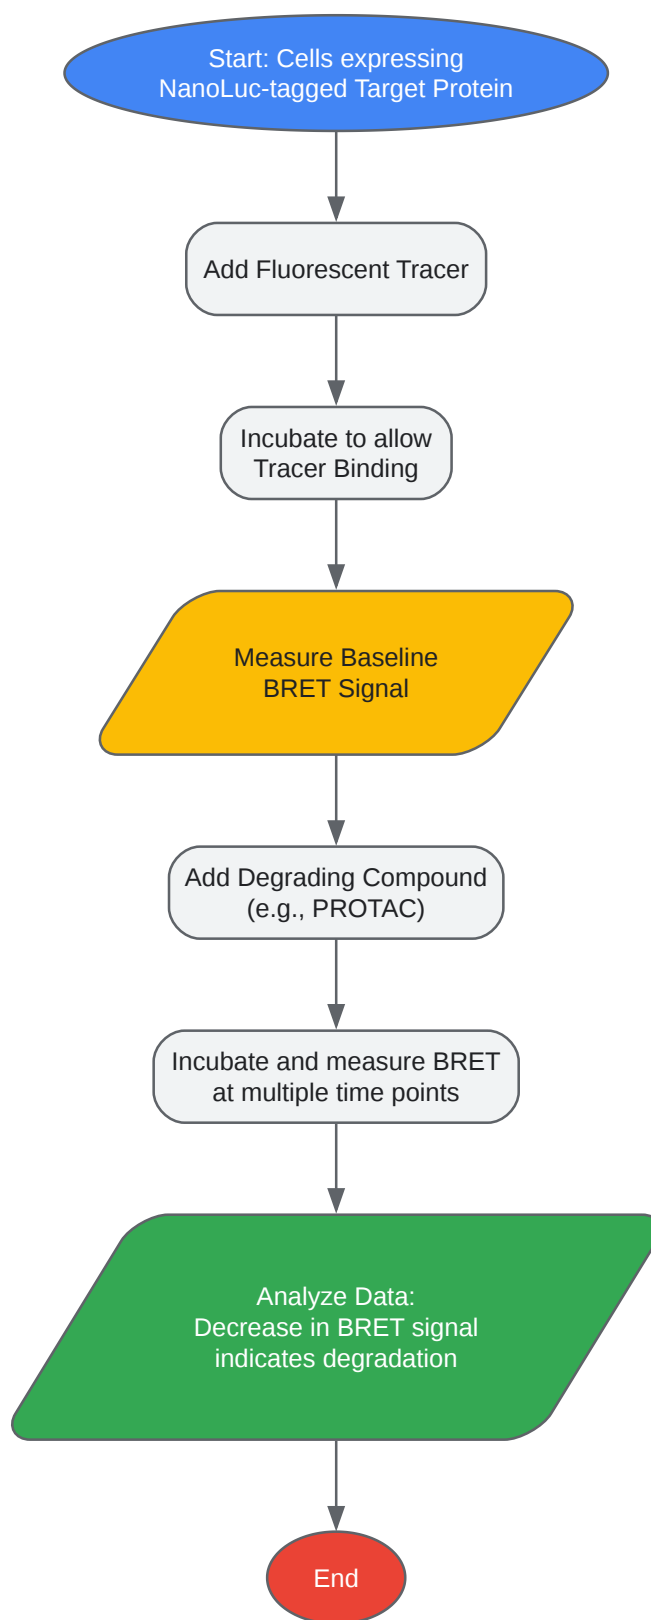 Start: Cells expressing
NanoLuc-tagged Target Protein
Add Fluorescent Tracer
Incubate to allow
Tracer Binding
Measure Baseline
BRET Signal
Add Degrading Compound
(e.g., PROTAC)
Incubate and measure BRET
at multiple time points
Analyze Data:
Decrease in BRET signal
indicates degradation
End